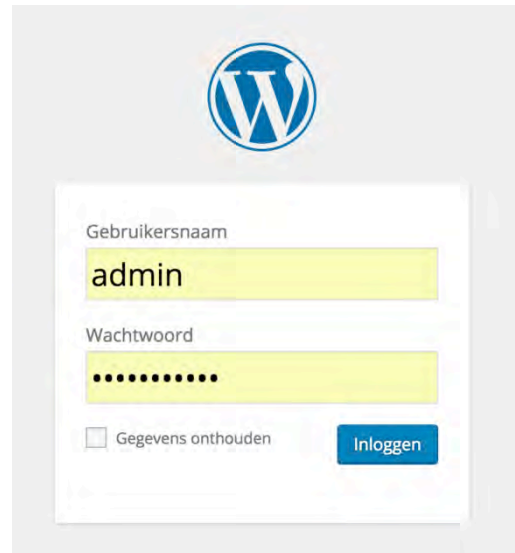 Gebruikersnaam
admin
Wachtwoord
•••••••••••
Gegevens onthouden
Inloggen